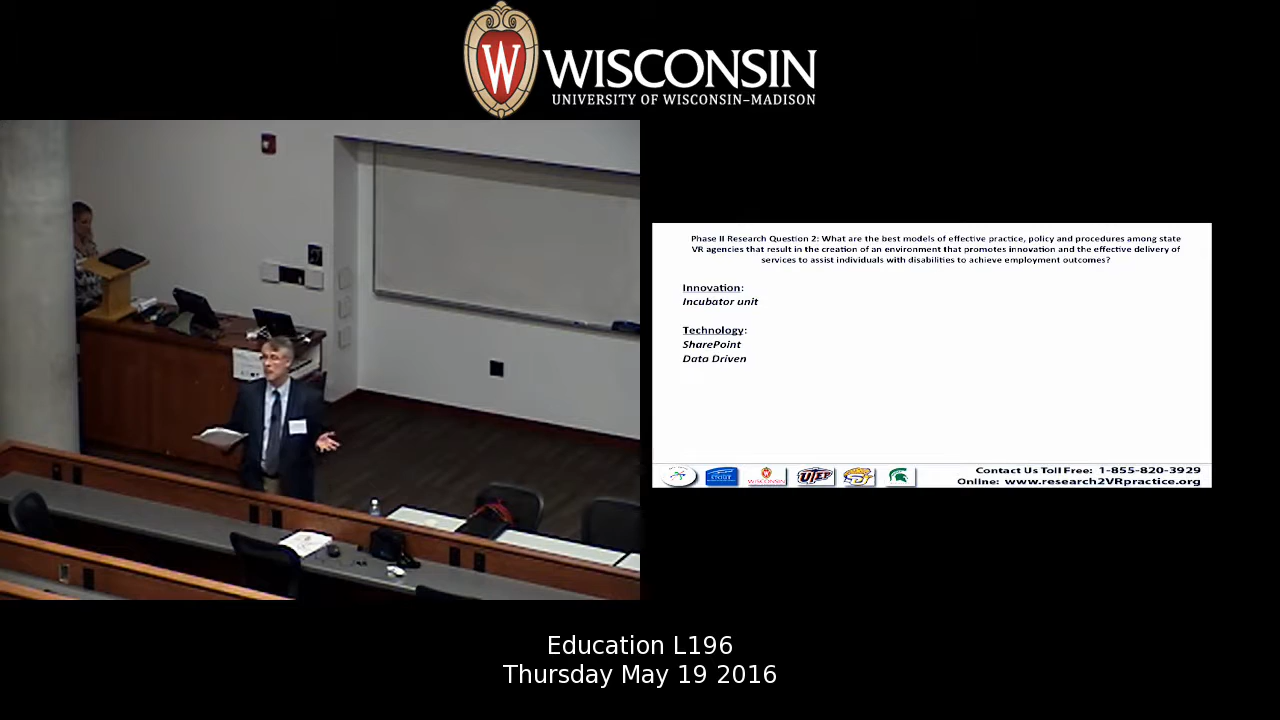 W
WISCONSIN
UNIVERSITY OF WISCONSIN–MADISON
Phase II Research Question 2: What are the best models of effective practice, policy and procedures among state
VR agencies that result in the creation of an environment that promotes innovation and the effective delivery of
services to assist individuals with disabilities to achieve employment outcomes?
Innovation:
Incubator unit
Technology:
SharePoint
Data Driven
STOUT
WISCONSIN
UTEP
Contact Us Toll Free: 1-855-820-3929
Online: www.research2VRpractice.org
Education L196
Thursday May 19 2016